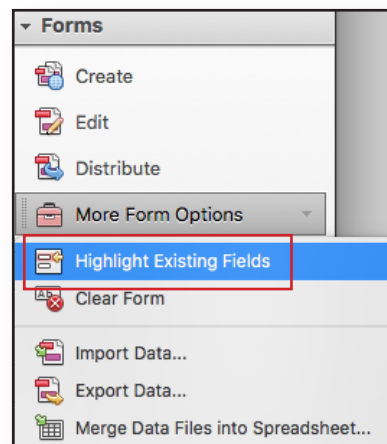 Forms
Create
Edit
Distribute
More Form Options
Highlight Existing Fields
Clear Form
Import Data...
Export Data...
Merge Data Files into Spreadsheet...